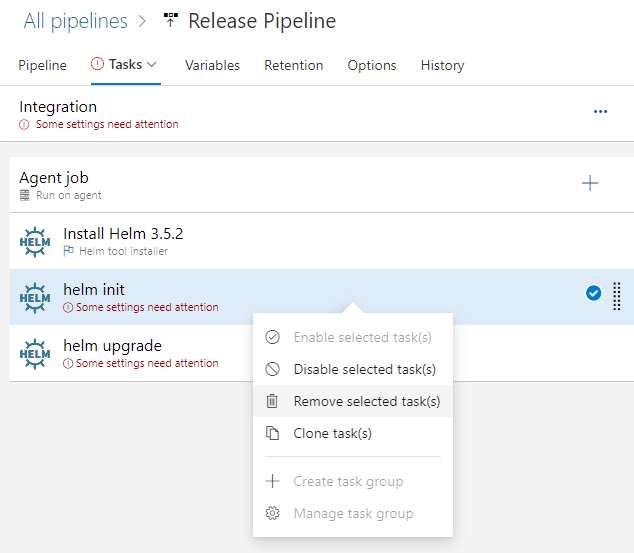 All pipelines > Release Pipeline
Pipeline Tasks Variables Retention Options History
Integration
Some settings need attention
...
Agent job
Run on agent
HELM Install Helm 3.5.2
Helm tool installer
HELM helm init
Some settings need attention
HELM helm upgrade
Some settings need attention
Enable selected task(s)
Disable selected task(s)
Remove selected task(s)
Clone task(s)
Create task group
Manage task group